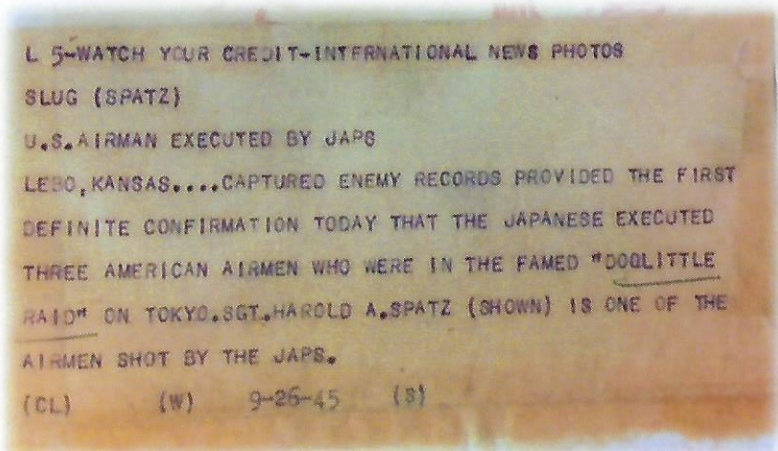 L 5-WATCH YOUR CREDIT-INTERNATIONAL NEWS PHOTOS
SLUG (SPATZ)
U.S.AIRMAN EXECUTED BY JAPS
LEBO,KANSAS....CAPTURED ENEMY RECORDS PROVIDED THE FIRST
DEFINITE CONFIRMATION TODAY THAT THE JAPANESE EXECUTED
THREE AMERICAN AIRMEN WHO WERE IN THE FAMED "DOOLITTLE
RAID" ON TOKYO.SGT.HAROLD A.SPATZ (SHOWN) IS ONE OF THE
AIRMEN SHOT BY THE JAPS.
(CL) (W) 9-26-45 (S)